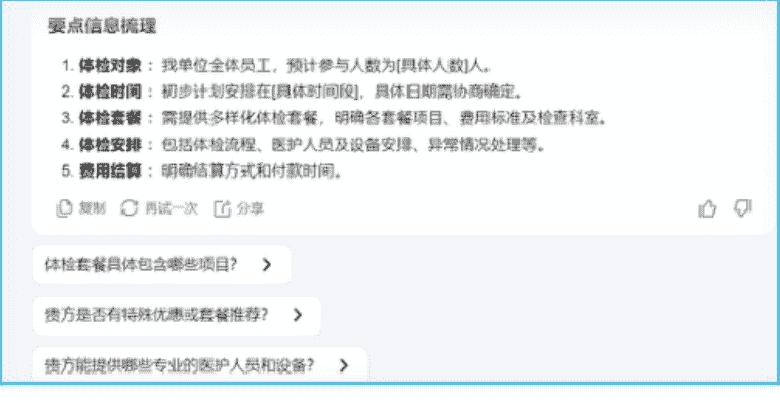 要点信息梳理
1. 体检对象：我单位全体员工，预计参与人数为[具体人数]人。
2. 体检时间：初步计划安排在[具体时间段]，具体日期需协商确定。
3. 体检套餐：需提供多样化体检套餐，明确各套餐项目、费用标准及检查科室。
4. 体检安排：包括体检流程、医护人员及设备安排、异常情况处理等。
5. 费用结算：明确结算方式和付款时间。
复制 再试一次 分享
体检套餐具体包含哪些项目？
贵方是否有特殊优惠或套餐推荐？
贵方能提供哪些专业的医护人员和设备？